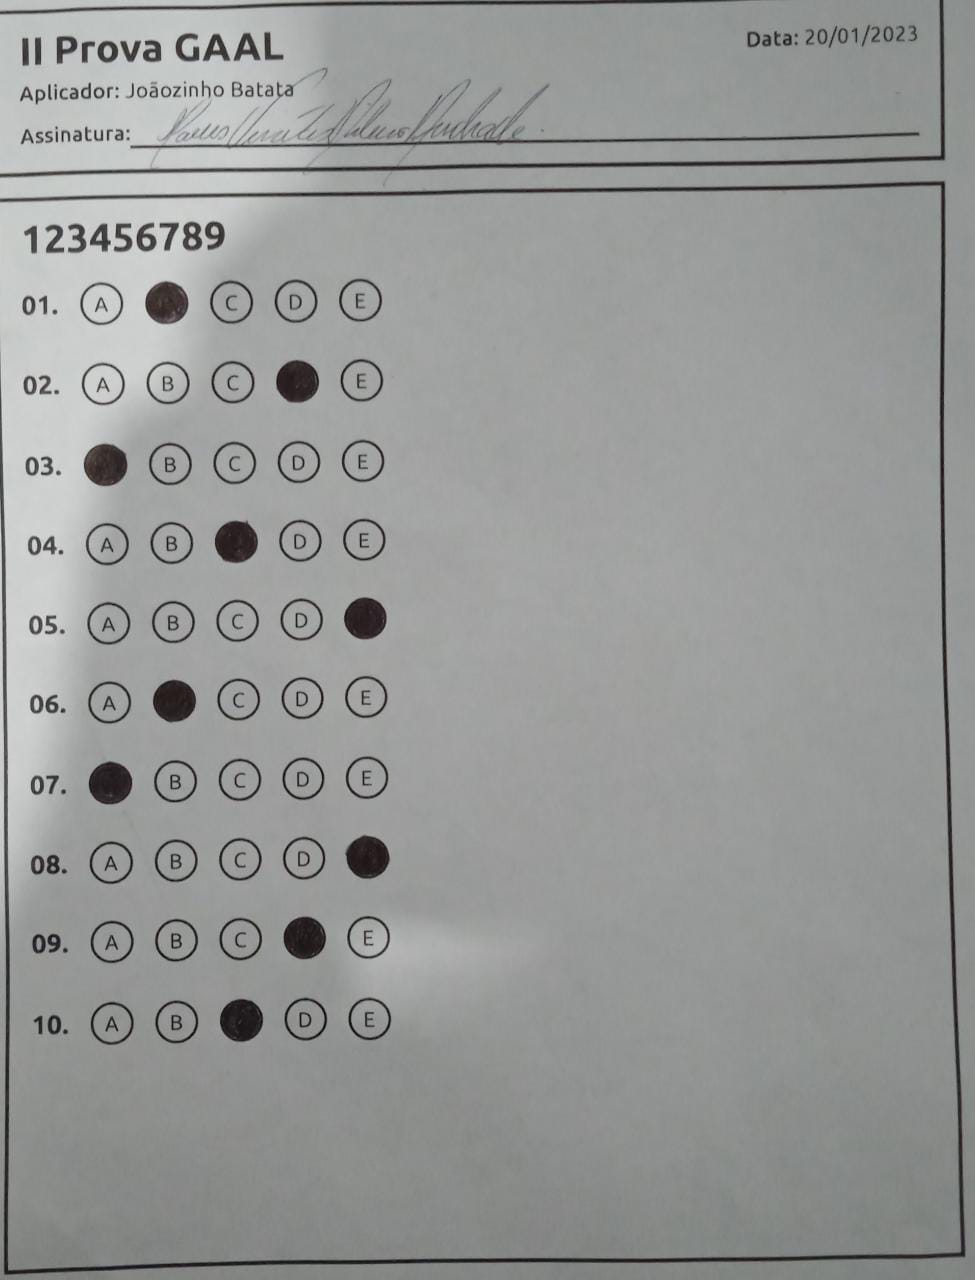 II Prova GAAL
Data: 20/01/2023
Aplicador: Joãozinho Batata
Assinatura: Andrade
123456789
01. A C D E
02. A B C E
03. B C D E
04. A B D E
05. A B C D
06. A C D E
07. B C D E
08. A B C D
09. A B C E
10. A B D E